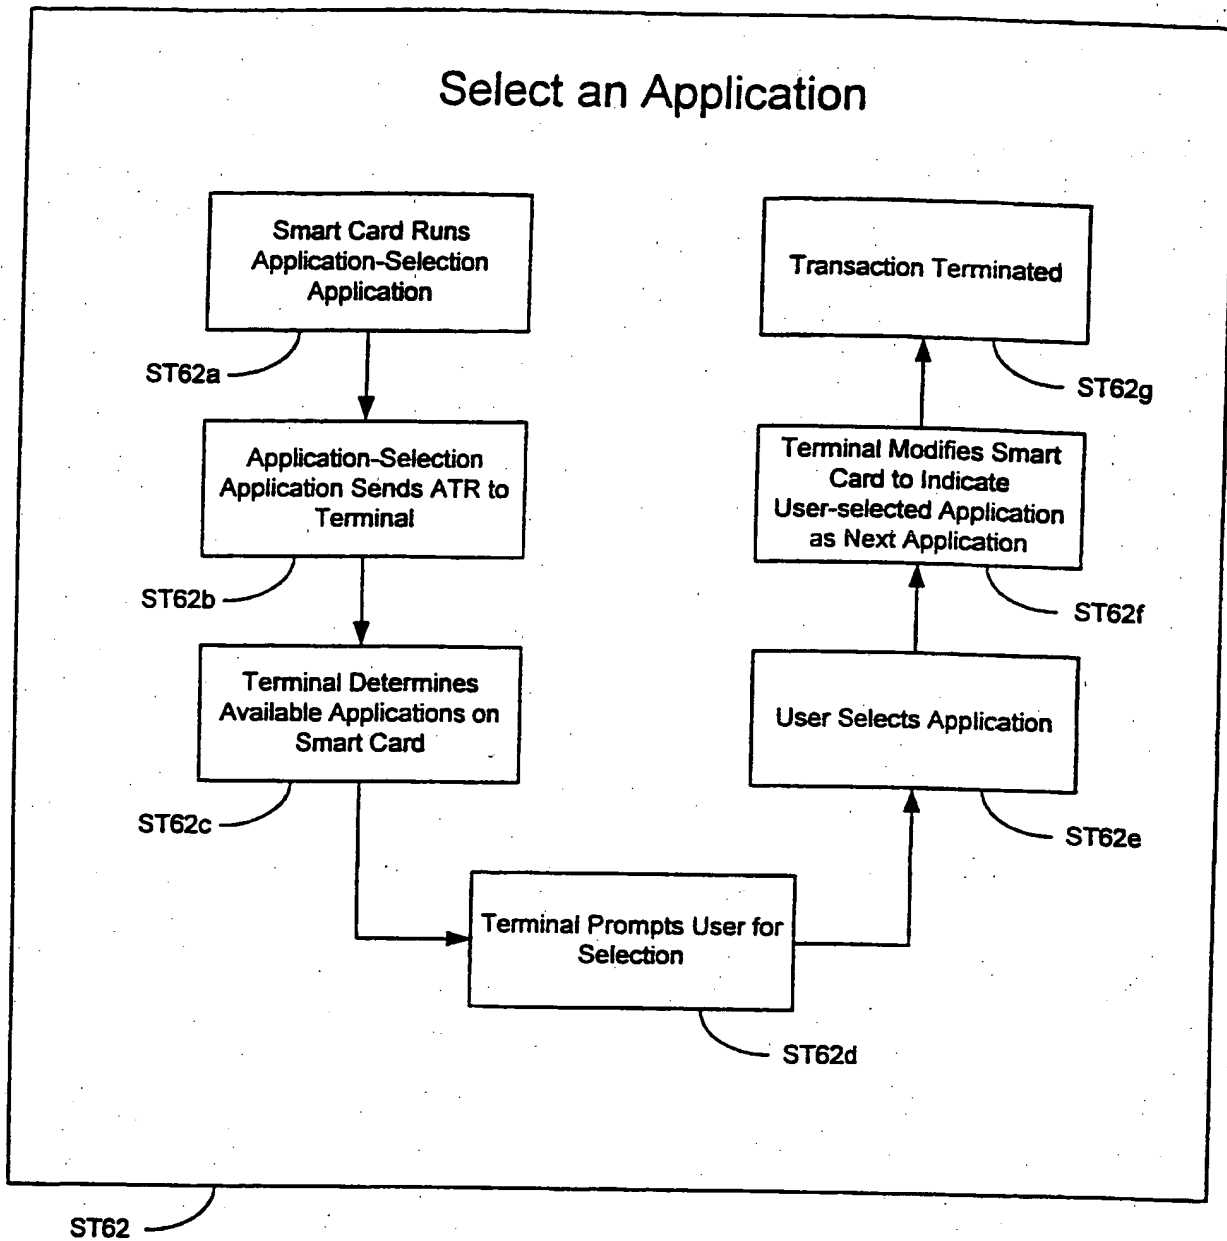 Select an Application
Smart Card Runs
Application-Selection
Application
ST62a
Application-Selection
Application Sends ATR to
Terminal
ST62b
Terminal Determines
Available Applications on
Smart Card
ST62c
Terminal Prompts User for
Selection
ST62d
User Selects Application
ST62e
Terminal Modifies Smart
Card to Indicate
User-selected Application
as Next Application
ST62f
Transaction Terminated
ST62g
ST62